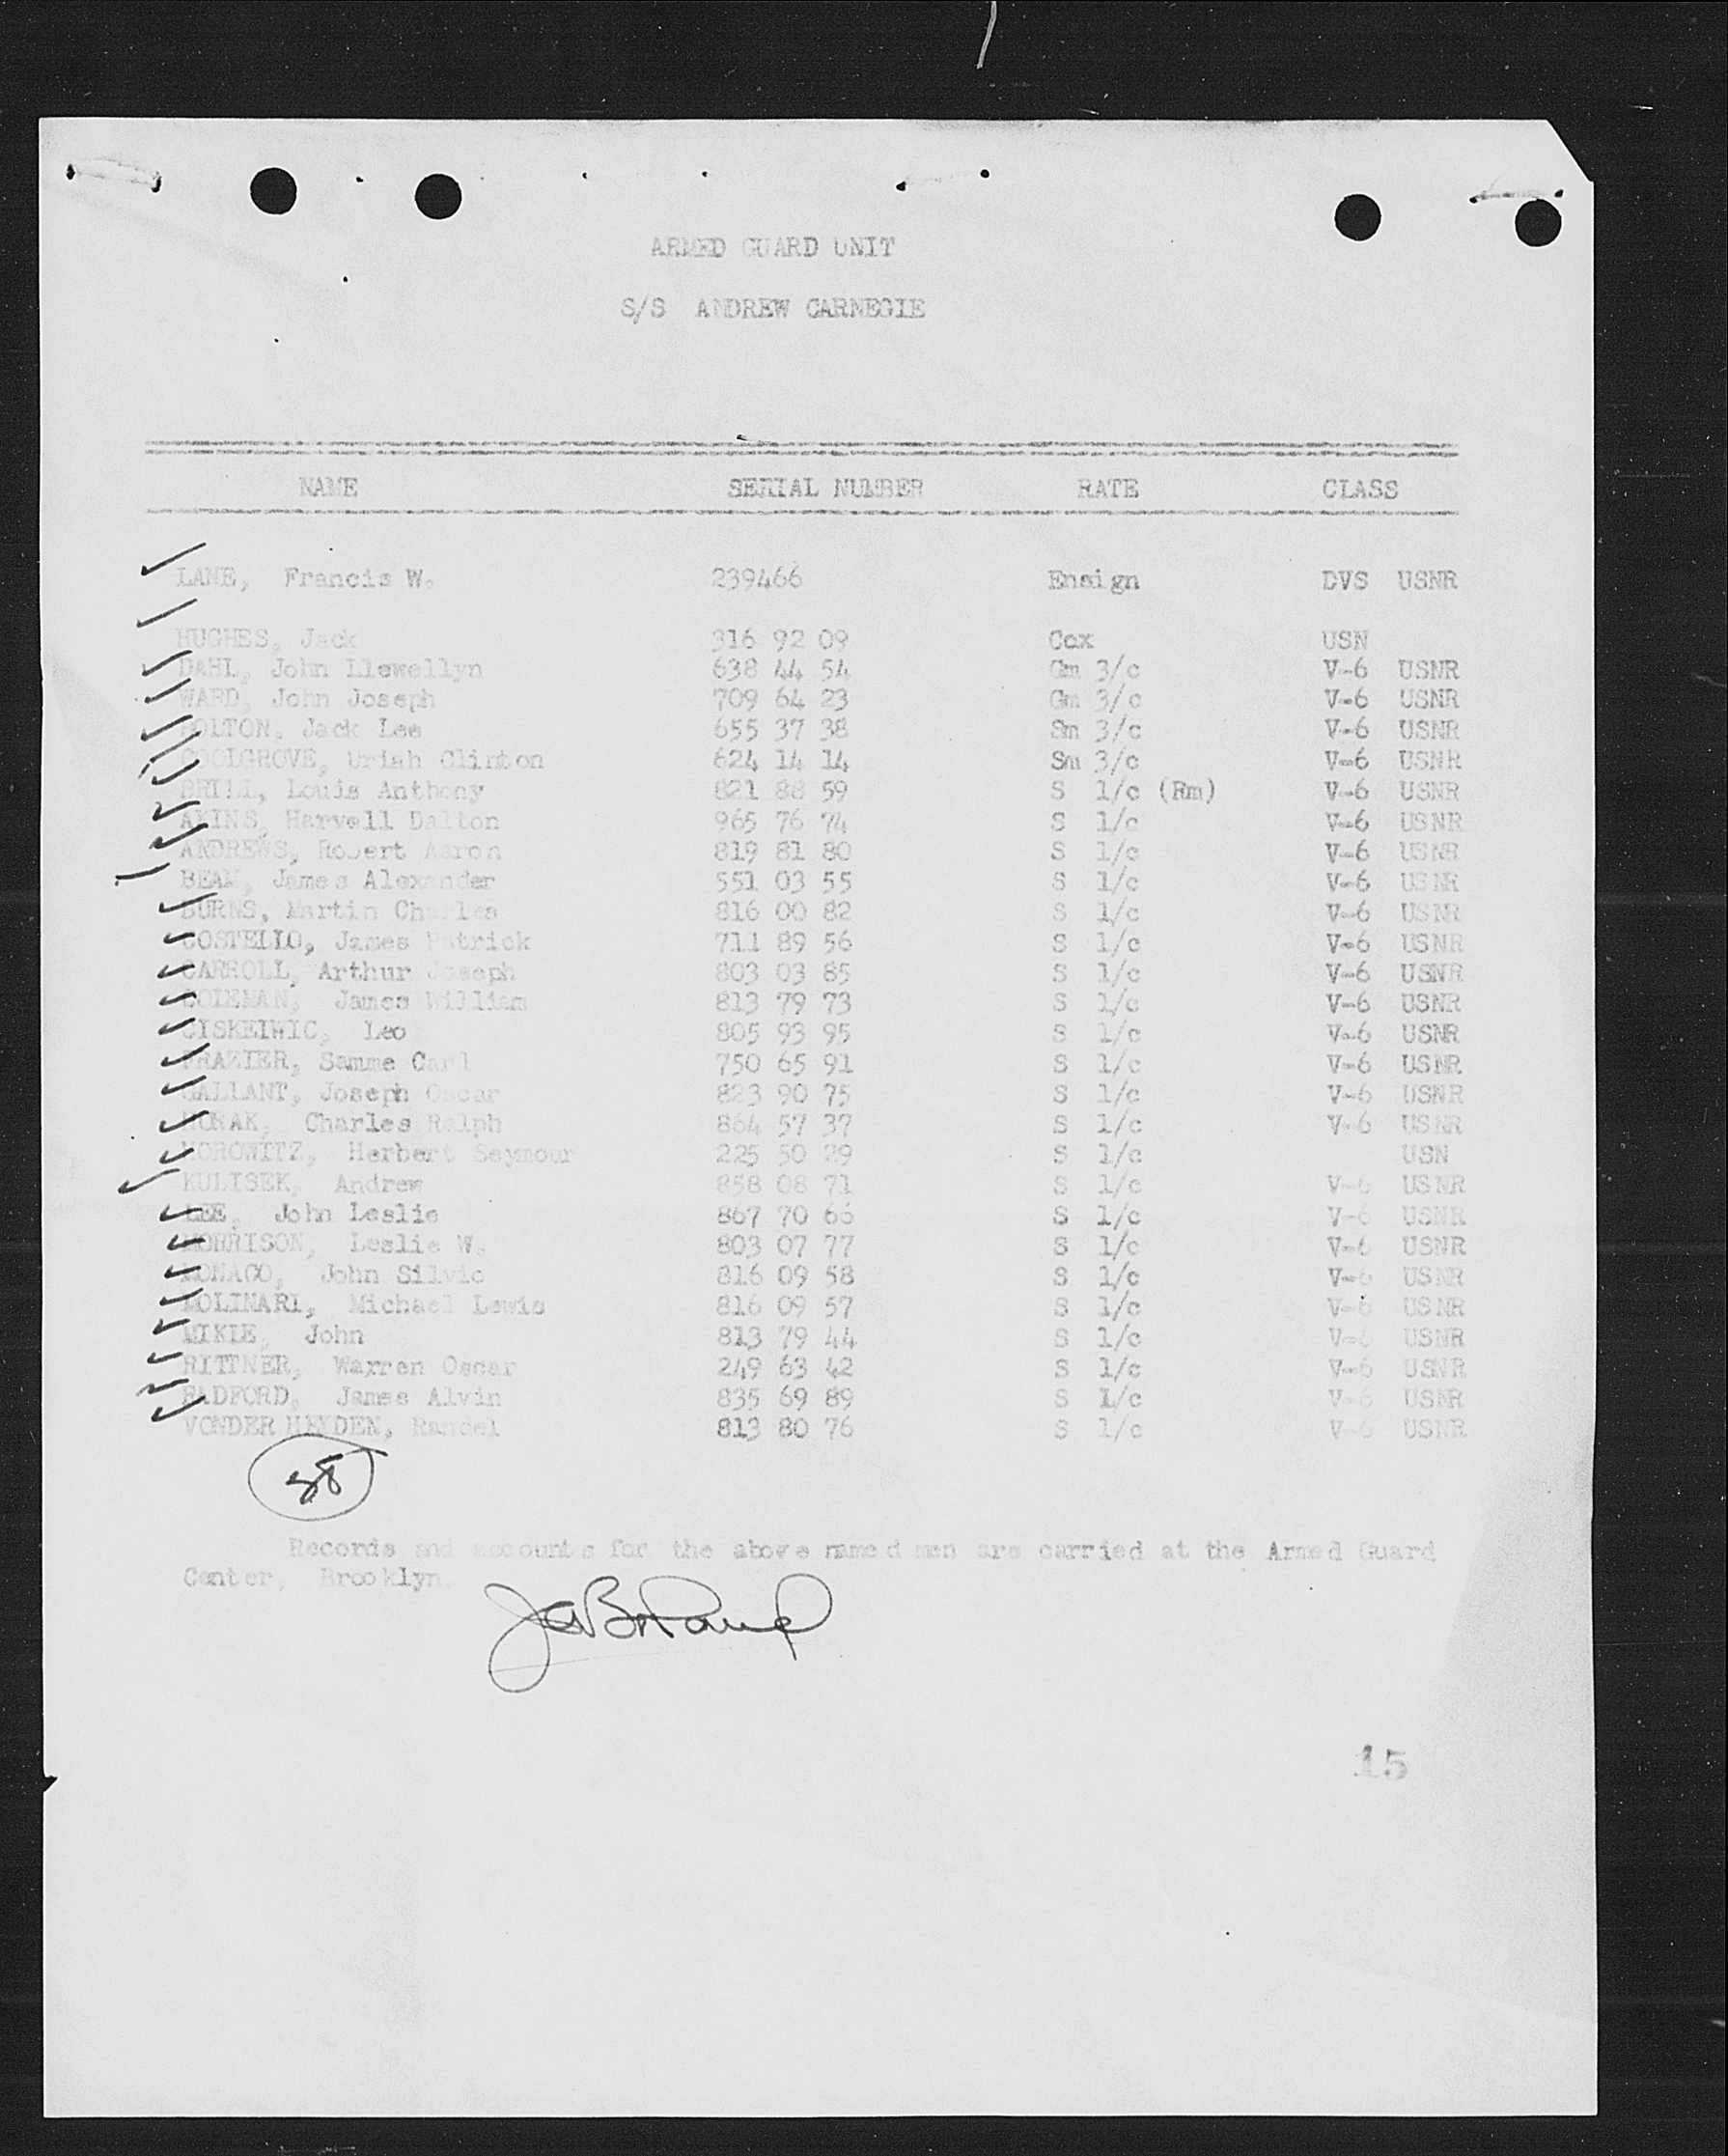 ARMED GUARD UNIT
S/S ANDREW CARNEGIE
NAME SERIAL NUMBER RATE CLASS
LANE, Francis W. 239466 Ensign DVS USNR
HUGHES, Jack 316 92 09 Cox USN
DAHL, John Llewellyn 638 44 54 Gm 3/c V-6 USNR
WARD, John Joseph 709 64 23 Gm 3/c V-6 USNR
BOLTON, Jack Lee 655 37 38 Sm 3/c V-6 USNR
COOLGROVE, Uriah Clinton 624 14 14 Sm 3/c V-6 USNR
BRILL, Louis Anthony 821 88 59 S 1/c (Rm) V-6 USNR
AKINS, Harvell Dalton 965 76 74 S 1/c V-6 USNR
ANDREWS, Robert Aaron 819 81 80 S 1/c V-6 USNR
BEAM, James Alexander 551 03 55 S 1/c V-6 USNR
BURNS, Martin Charles 816 00 82 S 1/c V-6 USNR
COSTELLO, James Patrick 711 89 56 S 1/c V-6 USNR
CARROLL, Arthur Joseph 803 03 85 S 1/c V-6 USNR
COLEMAN, James William 813 79 73 S 1/c V-6 USNR
CISKEIWIC, Leo 805 93 95 S 1/c V-6 USNR
FRAZIER, Samme Carl 750 65 91 S 1/c V-6 USNR
GALLANT, Joseph Oscar 823 90 75 S 1/c V-6 USNR
HORAK, Charles Ralph 864 57 37 S 1/c V-6 USNR
HOROWITZ, Herbert Seymour 225 50 29 S 1/c USN
KULISEK, Andrew 858 08 71 S 1/c V-6 USNR
LEE, John Leslie 867 70 66 S 1/c V-6 USNR
MORRISON, Leslie W. 803 07 77 S 1/c V-6 USNR
MONACO, John Silvio 816 09 58 S 1/c V-6 USNR
MOLINARI, Michael Lewis 816 09 57 S 1/c V-6 USNR
MIKLE, John 813 79 44 S 1/c V-6 USNR
RITTNER, Warren Oscar 249 63 42 S 1/c V-6 USNR
RADFORD, James Alvin 835 69 89 S 1/c V-6 USNR
VONDER HEYDEN, Randel 813 80 76 S 1/c V-6 USNR
28
Records and accounts for the above named men are carried at the Armed Guard
Center, Brooklyn.
15